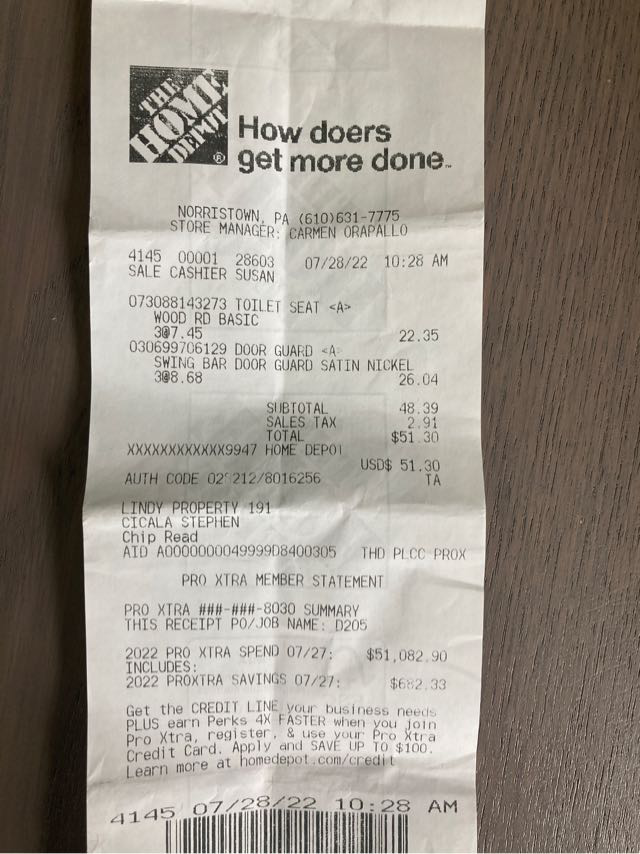 THE
HOME
DEPOT
®
How doers
get more done™
NORRISTOWN, PA (610)631-7775
STORE MANAGER: CARMEN ORAPALLO
4145 00001 28603 07/28/22 10:28 AM
SALE CASHIER SUSAN
073088143273 TOILET SEAT <A>
WOOD RD BASIC
3@7.45 22.35
030699706129 DOOR GUARD <A>
SWING BAR DOOR GUARD SATIN NICKEL
3@8.68 26.04
SUBTOTAL 48.39
SALES TAX 2.91
TOTAL $51.30
XXXXXXXXXXXX9947 HOME DEPOT
USD$ 51.30
AUTH CODE TA
LINDY PROPERTY 191
CICALA STEPHEN
Chip Read
AID A0000000049999D8400305 THD PLCC PROX
PRO XTRA MEMBER STATEMENT
PRO XTRA ###-###-8030 SUMMARY
THIS RECEIPT PO/JOB NAME: D205
2022 PRO XTRA SPEND 07/27: $51,082.90
INCLUDES:
2022 PROXTRA SAVINGS 07/27: $682.33
Get the CREDIT LINE your business needs
PLUS earn Perks 4X FASTER when you join
Pro Xtra, register, & use your Pro Xtra
Credit Card. Apply and SAVE UP TO $100.
Learn more at homedepot.com/credit
4145 07/28/22 10:28 AM